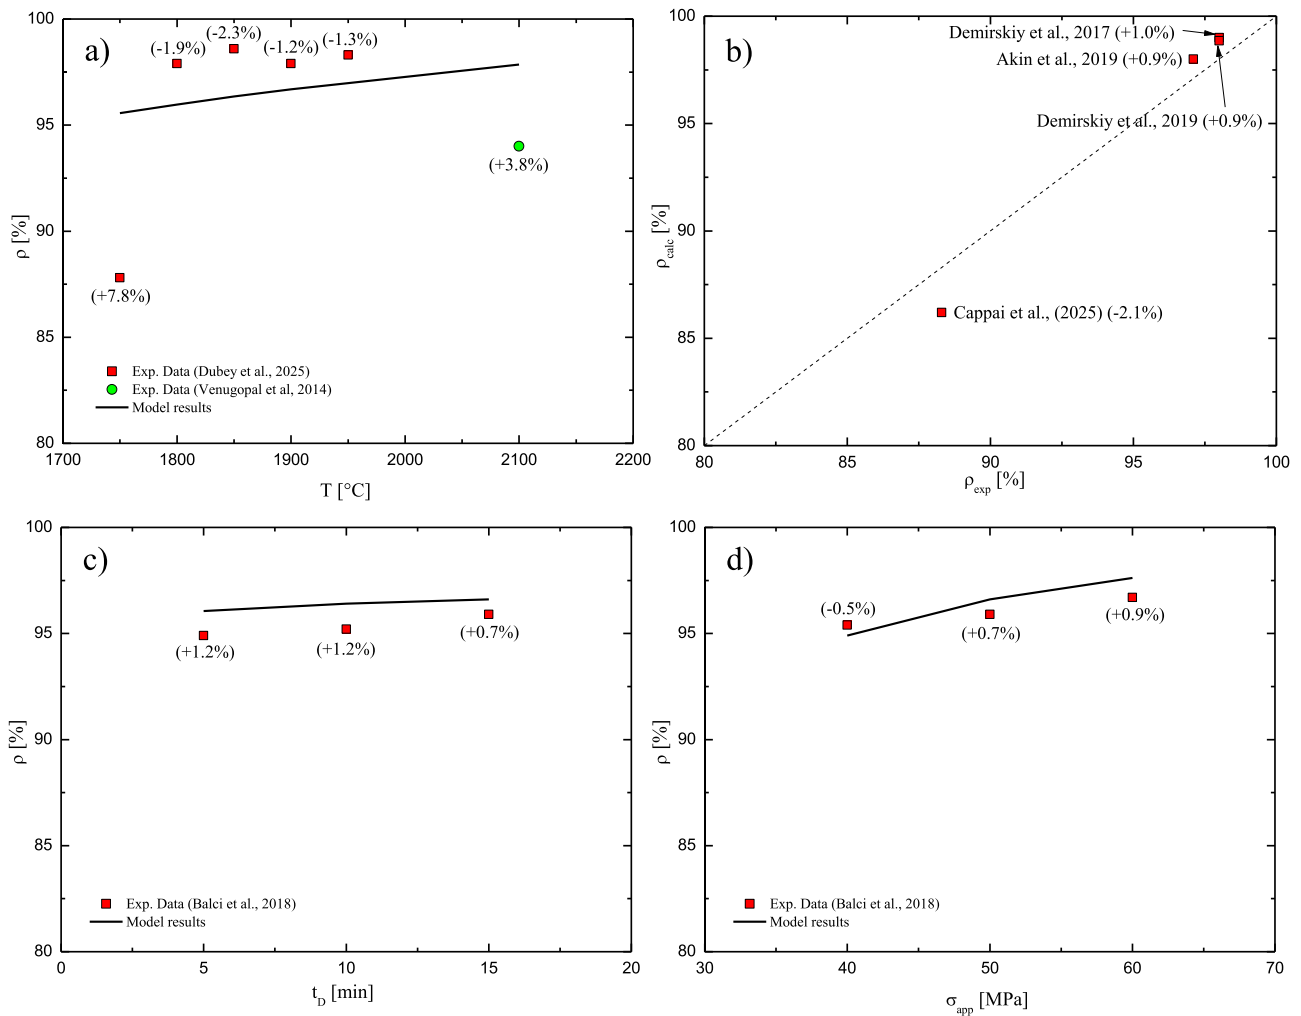 a)
100
95
90
85
80
ρ [%]
(-1.9%)
(-2.3%)
(-1.2%)
(-1.3%)
(+3.8%)
(+7.8%)
Exp. Data (Dubey et al., 2025)
Exp. Data (Venugopal et al, 2014)
Model results
1700 1800 1900 2000 2100 2200
T [°C]
b)
100
95
90
85
80
ρcalc [%]
Demirskiy et al., 2017 (+1.0%)
Akin et al., 2019 (+0.9%)
Demirskiy et al., 2019 (+0.9%)
Cappai et al., (2025) (-2.1%)
80 85 90 95 100
ρexp [%]
c)
100
95
90
85
80
ρ [%]
(+1.2%)
(+1.2%)
(+0.7%)
Exp. Data (Balci et al., 2018)
Model results
0 5 10 15 20
tD [min]
d)
100
95
90
85
80
ρ [%]
(-0.5%)
(+0.7%)
(+0.9%)
Exp. Data (Balci et al., 2018)
Model results
30 40 50 60 70
σapp [MPa]